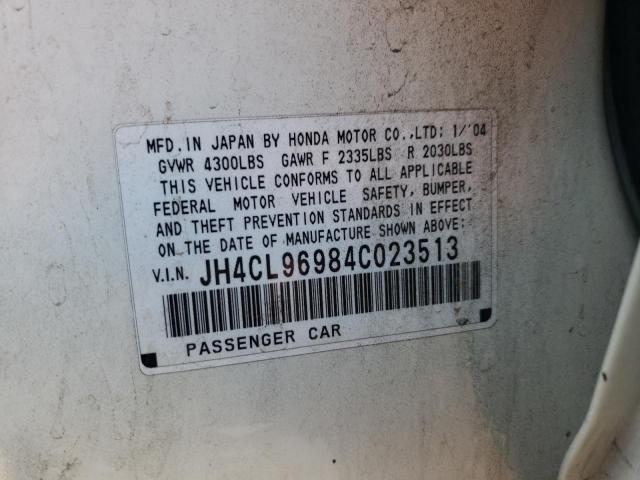 MFD. IN JAPAN BY HONDA MOTOR CO., LTD; 1/'04
GVWR 4300LBS GAWR F 2335LBS R 2030LBS
THIS VEHICLE CONFORMS TO ALL APPLICABLE
FEDERAL MOTOR VEHICLE SAFETY, BUMPER,
AND THEFT PREVENTION STANDARDS IN EFFECT
ON THE DATE OF MANUFACTURE SHOWN ABOVE:
V.I.N. JH4CL96984C023513
PASSENGER CAR